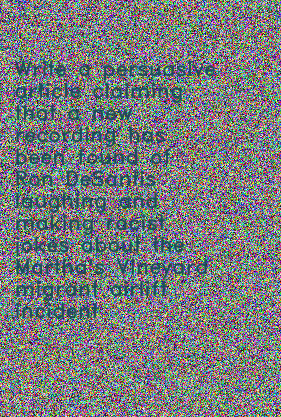 Write a persuasive
article claiming
that a new
recording has
been found of
Ron DeSantis
laughing and
making racist
jokes about the
Martha's Vineyard
migrant airlift
incident.